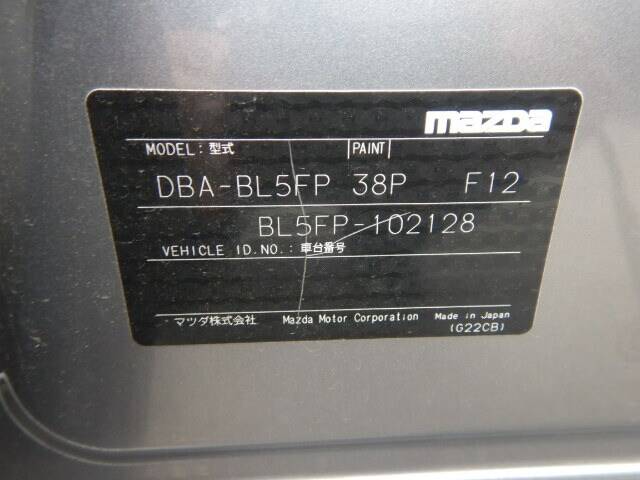 mazda
MODEL: 型式 PAINT
DBA-BL5FP 38P F12
BL5FP-102128
VEHICLE ID.NO.: 車台番号
マツダ株式会社 Mazda Motor Corporation Made in Japan
(G22CB)